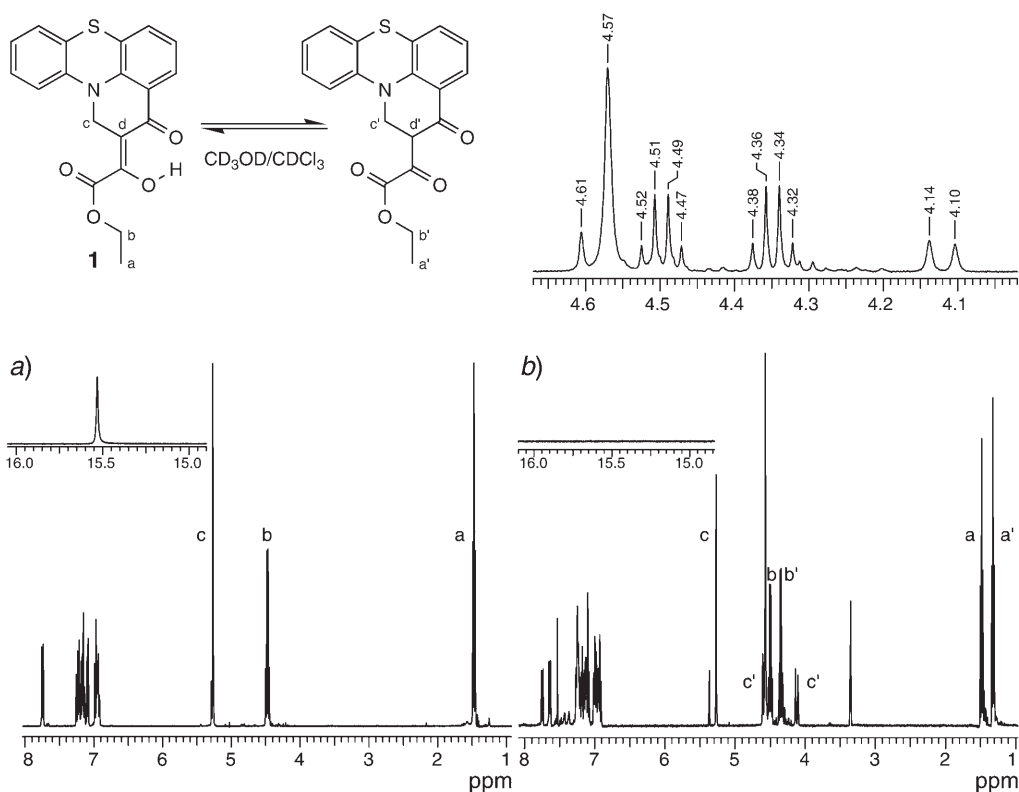 S
S
N
N
c
d
c'
d'
O
O
CD3OD/CDCl3
O
O
H
O
O
O
O
b
b'
1
a
a'
4.57
4.61
4.52
4.51
4.49
4.47
4.38
4.36
4.34
4.32
4.14
4.10
4.6 4.5 4.4 4.3 4.2 4.1
a)
16.0 15.5 15.0
c
b
a
8 7 6 5 4 3 2 1
ppm
b)
16.0 15.5 15.0
c
b
b'
a
a'
c'
c'
8 7 6 5 4 3 2 1
ppm